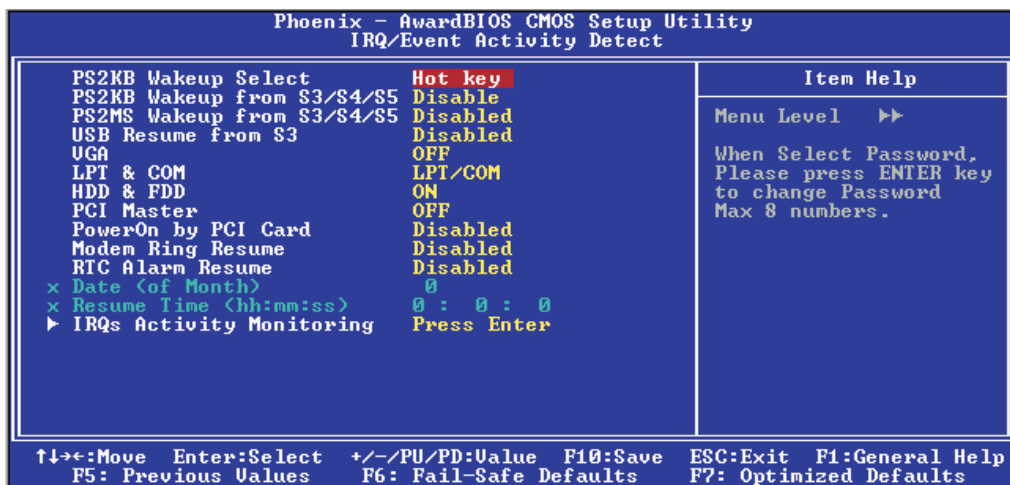 Phoenix - AwardBIOS CMOS Setup Utility
IRQ/Event Activity Detect
PS2KB Wakeup Select Hot key
PS2KB Wakeup from S3/S4/S5 Disable
PS2MS Wakeup from S3/S4/S5 Disabled
USB Resume from S3 Disabled
VGA OFF
LPT & COM LPT/COM
HDD & FDD ON
PCI Master OFF
PowerOn by PCI Card Disabled
Modem Ring Resume Disabled
RTC Alarm Resume Disabled
x Date (of Month) 0
x Resume Time (hh:mm:ss) 0 : 0 : 0
▶ IRQs Activity Monitoring Press Enter
Item Help
Menu Level ▶▶
When Select Password,
Please press ENTER key
to change Password
Max 8 numbers.
↑↓→←:Move Enter:Select +/-/PU/PD:Value F10:Save ESC:Exit F1:General Help
F5: Previous Values F6: Fail-Safe Defaults F7: Optimized Defaults